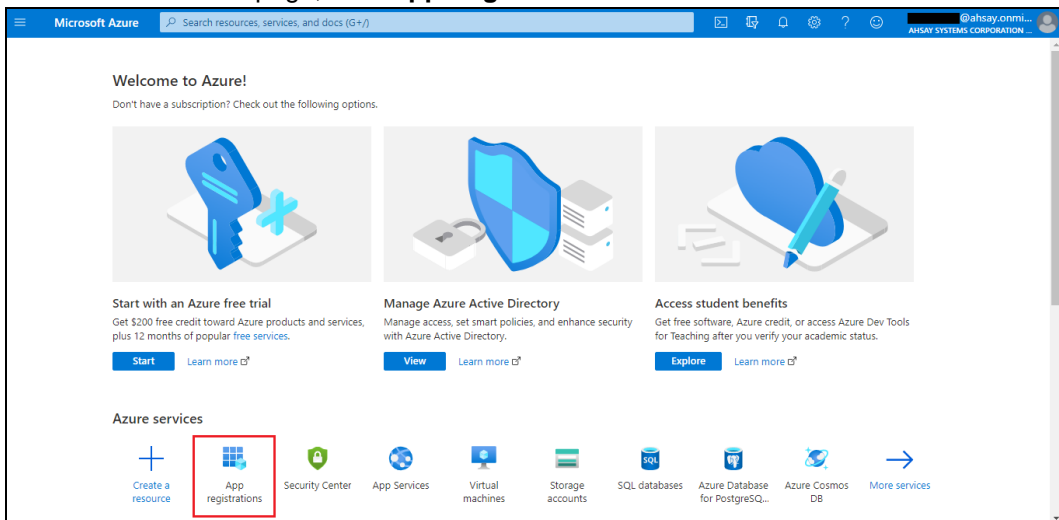 Microsoft Azure
Search resources, services, and docs (G+/)
@ahsay.onmi...
AHSAY SYSTEMS CORPORATION ...
Welcome to Azure!
Don't have a subscription? Check out the following options.
Start with an Azure free trial
Get $200 free credit toward Azure products and services,
plus 12 months of popular free services.
Start Learn more
Manage Azure Active Directory
Manage access, set smart policies, and enhance security
with Azure Active Directory.
View Learn more
Access student benefits
Get free software, Azure credit, or access Azure Dev Tools
for Teaching after you verify your academic status.
Explore Learn more
Azure services
SQL
Create a
resource
App
registrations
Security Center
App Services
Virtual
machines
Storage
accounts
SQL databases
Azure Database
for PostgreSQ...
Azure Cosmos
DB
More services